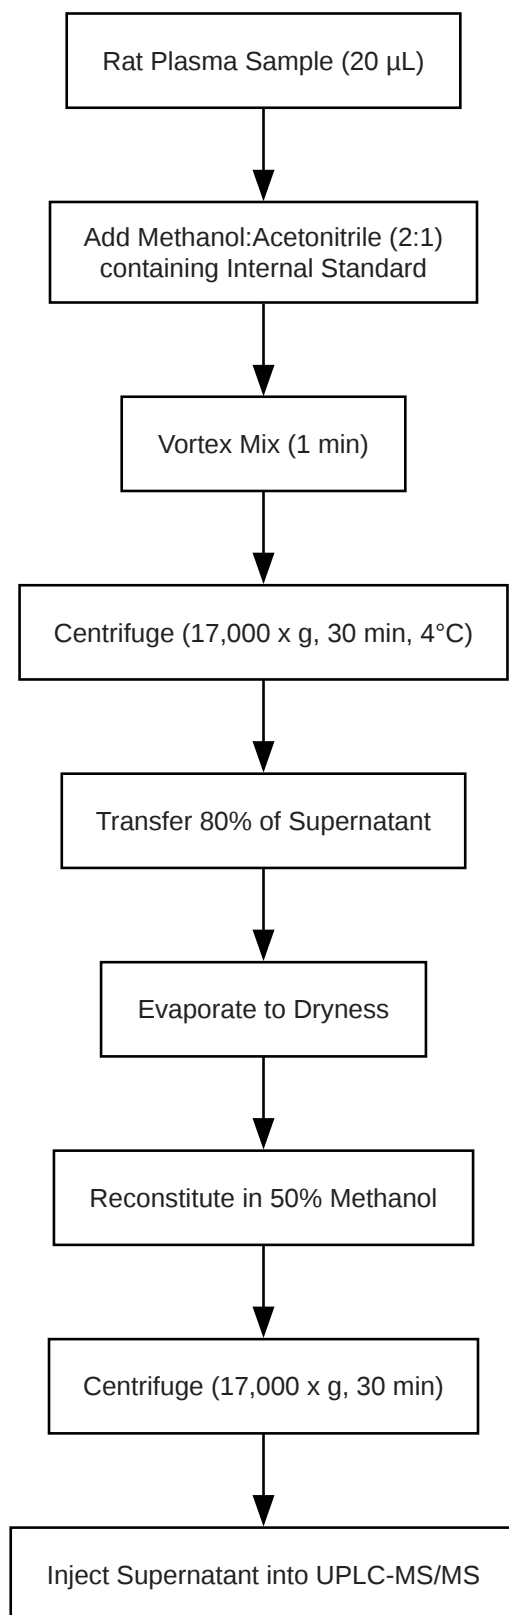 Rat Plasma Sample (20 µL)
Add Methanol:Acetonitrile (2:1)
containing Internal Standard
Vortex Mix (1 min)
Centrifuge (17,000 x g, 30 min, 4°C)
Transfer 80% of Supernatant
Evaporate to Dryness
Reconstitute in 50% Methanol
Centrifuge (17,000 x g, 30 min)
Inject Supernatant into UPLC-MS/MS